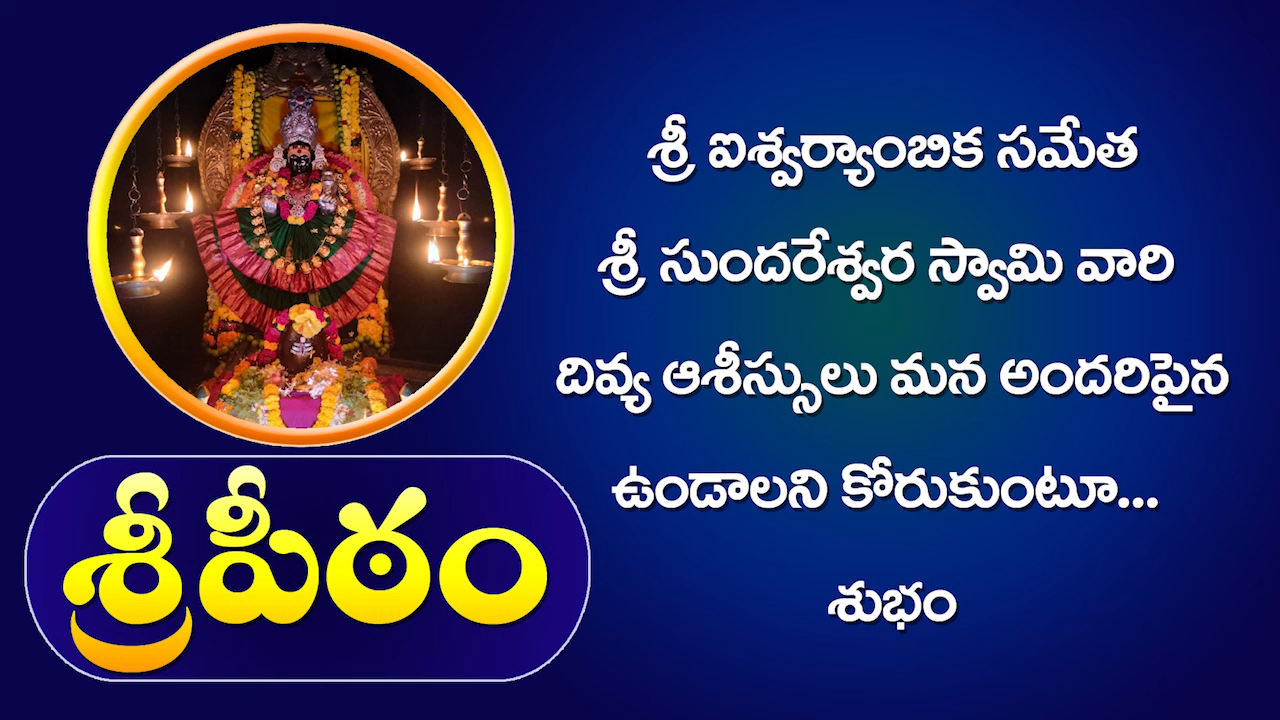 శ్రీ ఐశ్వర్యాంబిక సమేత
శ్రీ సుందరేశ్వర స్వామి వారి
దివ్య ఆశీస్సులు మన అందరిపైన
ఉండాలని కోరుకుంటూ...
శుభం
శ్రీపీఠం